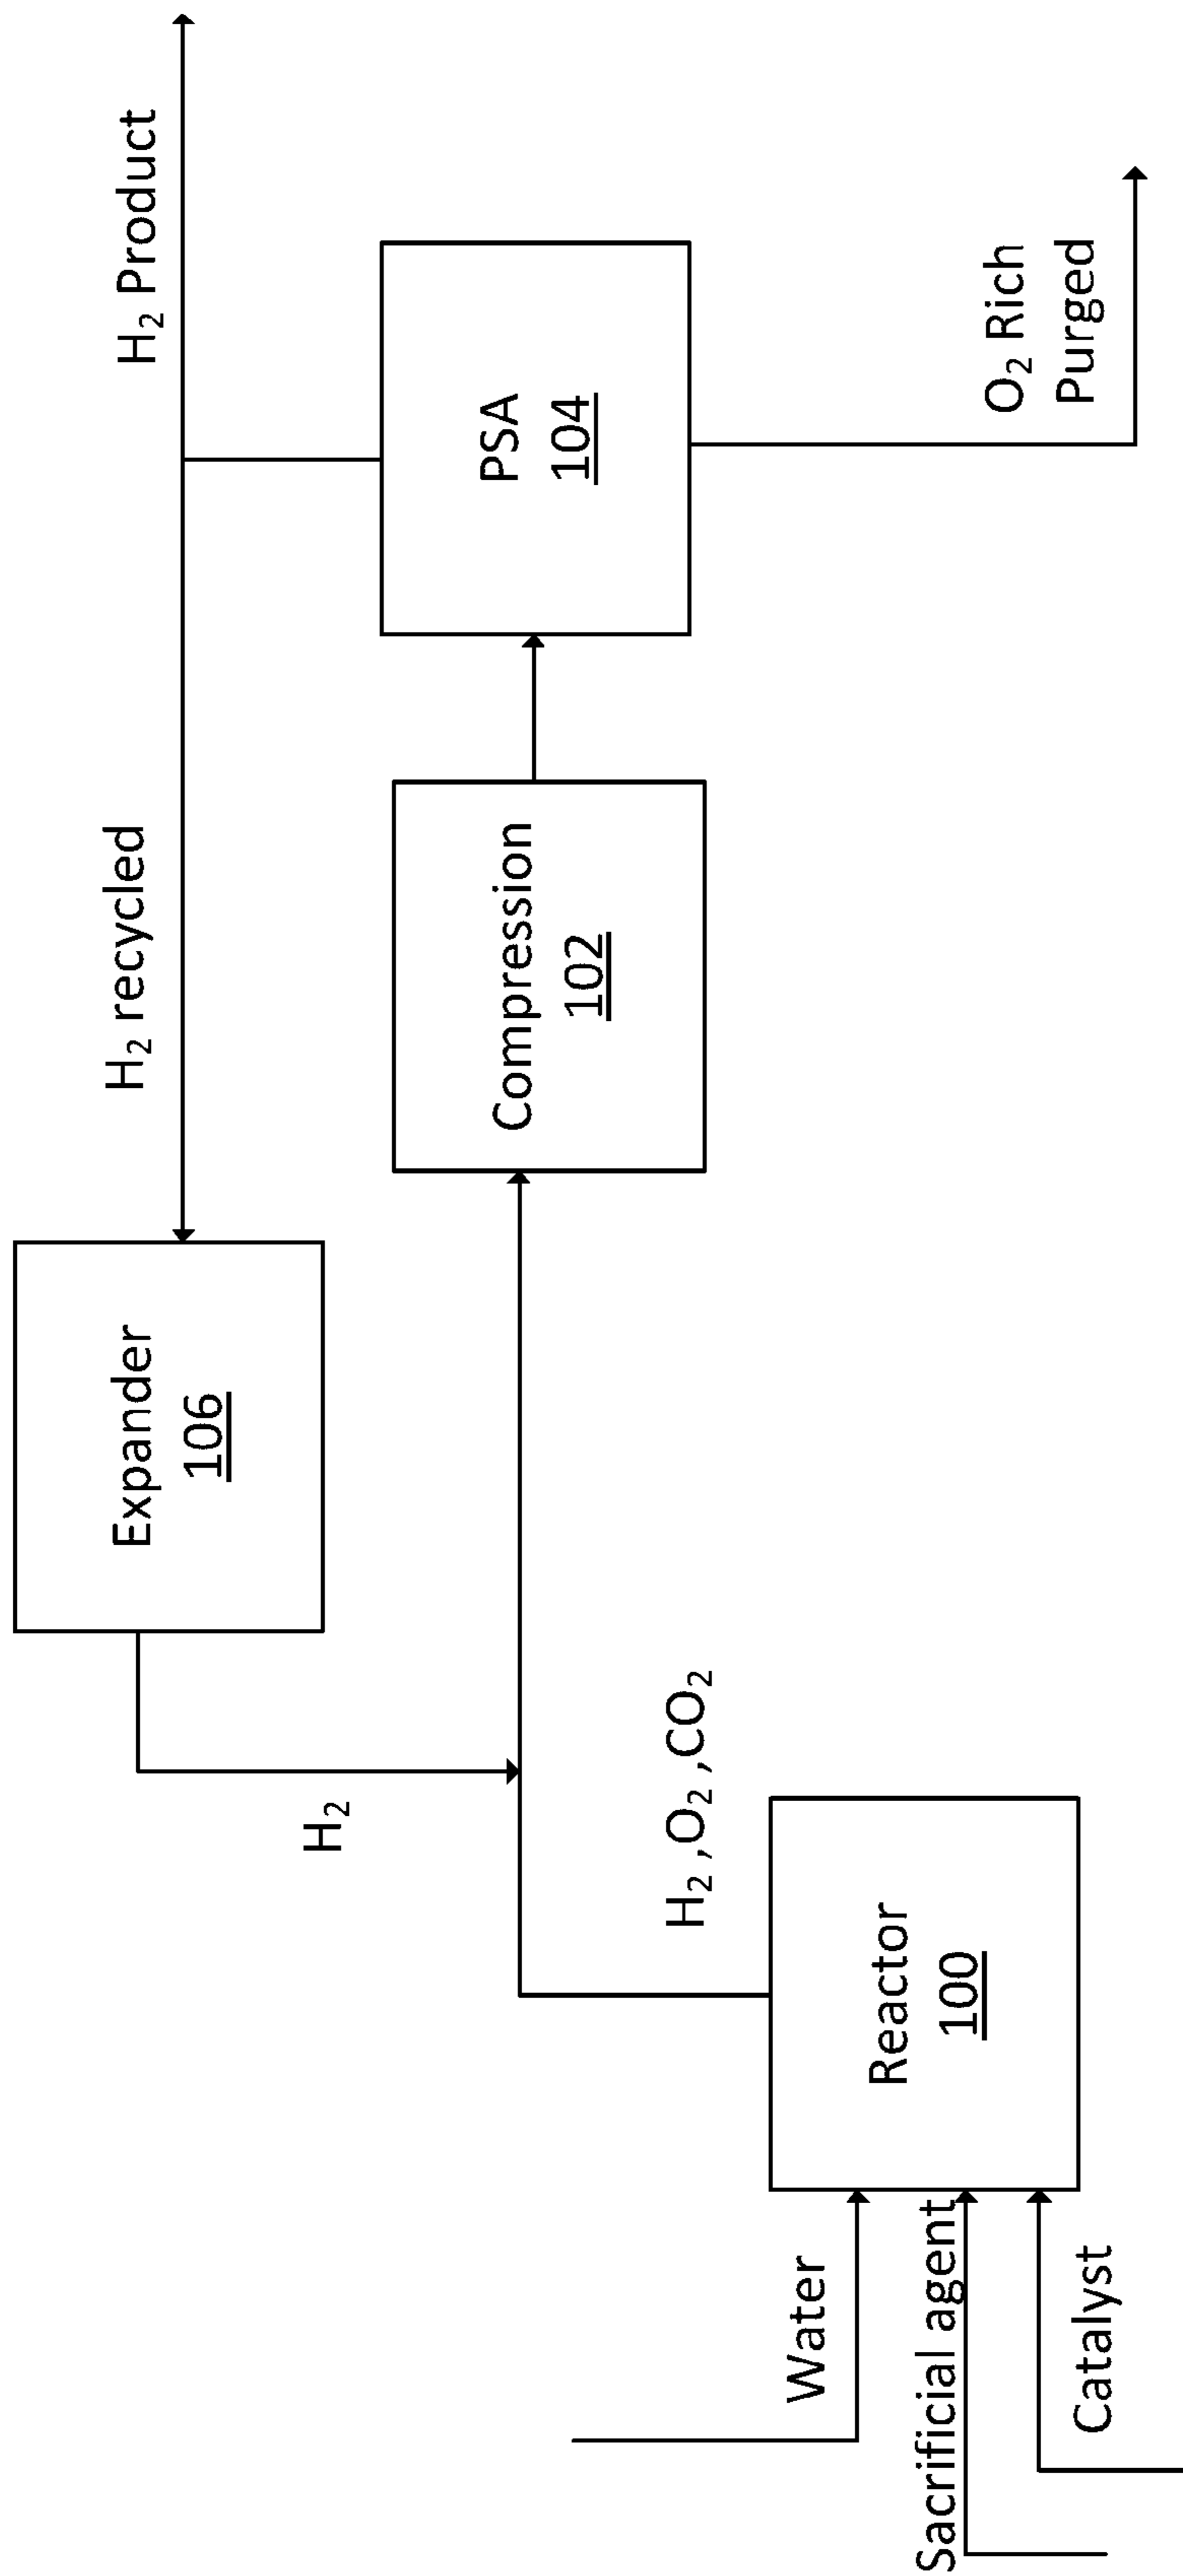 H₂ Product
H₂ recycled
Expander
106
PSA
104
Compression
102
H₂
H₂ ,O₂ ,CO₂
O₂ Rich
Purged
Reactor
100
Water
Sacrificial agent
Catalyst